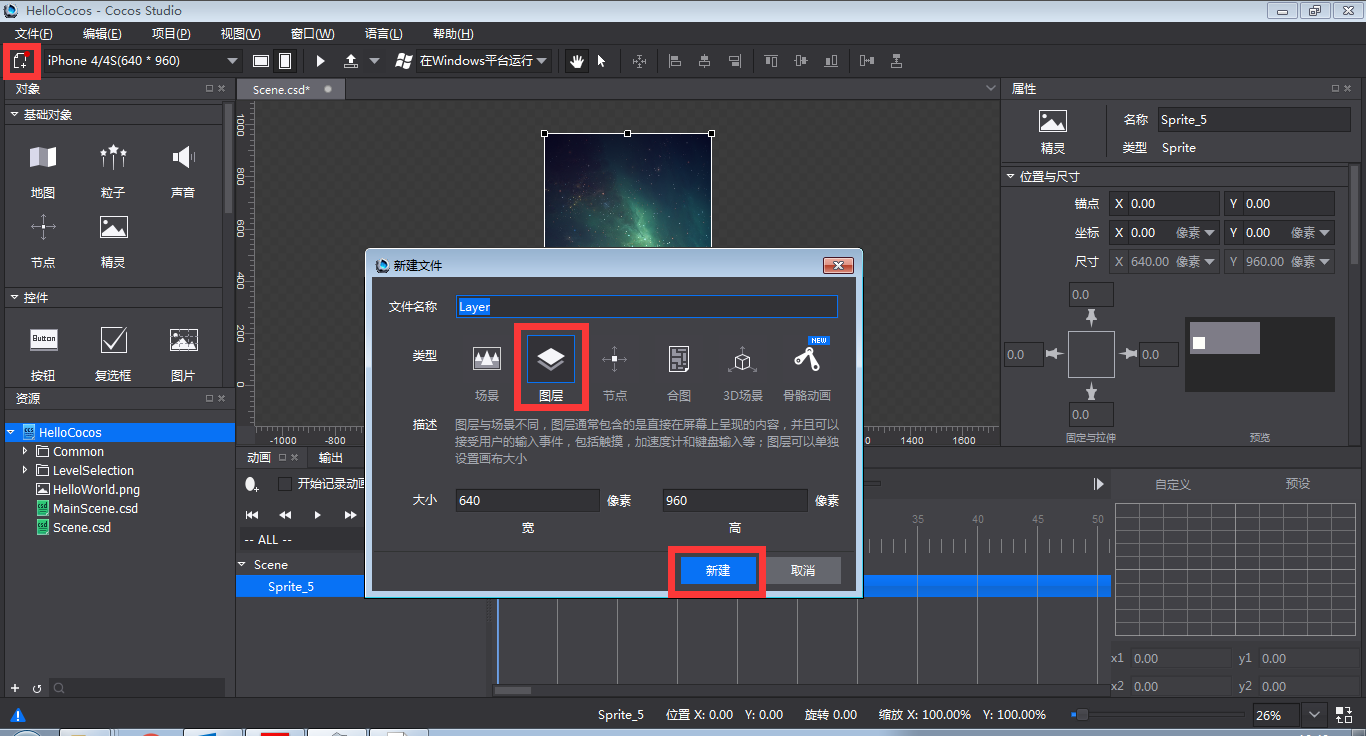 HelloCocos - Cocos Studio
文件(F) 编辑(E) 项目(P) 视图(V) 窗口(W) 语言(L) 帮助(H)
iPhone 4/4S(640 * 960) 在Windows平台运行
对象
基础对象
地图 粒子 声音
节点 精灵
控件
Button
按钮 复选框 图片
资源
HelloCocos
Common
LevelSelection
HelloWorld.png
MainScene.csd
Scene.csd
Scene.csd*
1000
800
600
400
200
0
-1000 -800 0 1400 1600
新建文件
文件名称 Layer
类型
NEW
场景 图层 节点 合图 3D场景 骨骼动画
描述 图层与场景不同，图层通常包含的是直接在屏幕上呈现的内容，并且可以
接受用户的输入事件，包括触摸，加速度计和键盘输入等；图层可以单独
设置画布大小
大小 640 像素 960 像素
宽 高
新建 取消
属性
精灵
名称 Sprite_5
类型 Sprite
位置与尺寸
锚点 X 0.00 Y 0.00
坐标 X 0.00 像素 Y 0.00 像素
尺寸 X 640.00 像素 Y 960.00 像素
0.0
0.0 0.0
0.0
固定与拉伸 预览
动画 输出
开始记录动画
-- ALL --
Scene
Sprite_5
35 40 45 50
自定义 预设
x1 0.00 y1 0.00
x2 0.00 y2 0.00
Sprite_5 位置 X: 0.00 Y: 0.00 旋转 0.00 缩放 X: 100.00% Y: 100.00% 26%